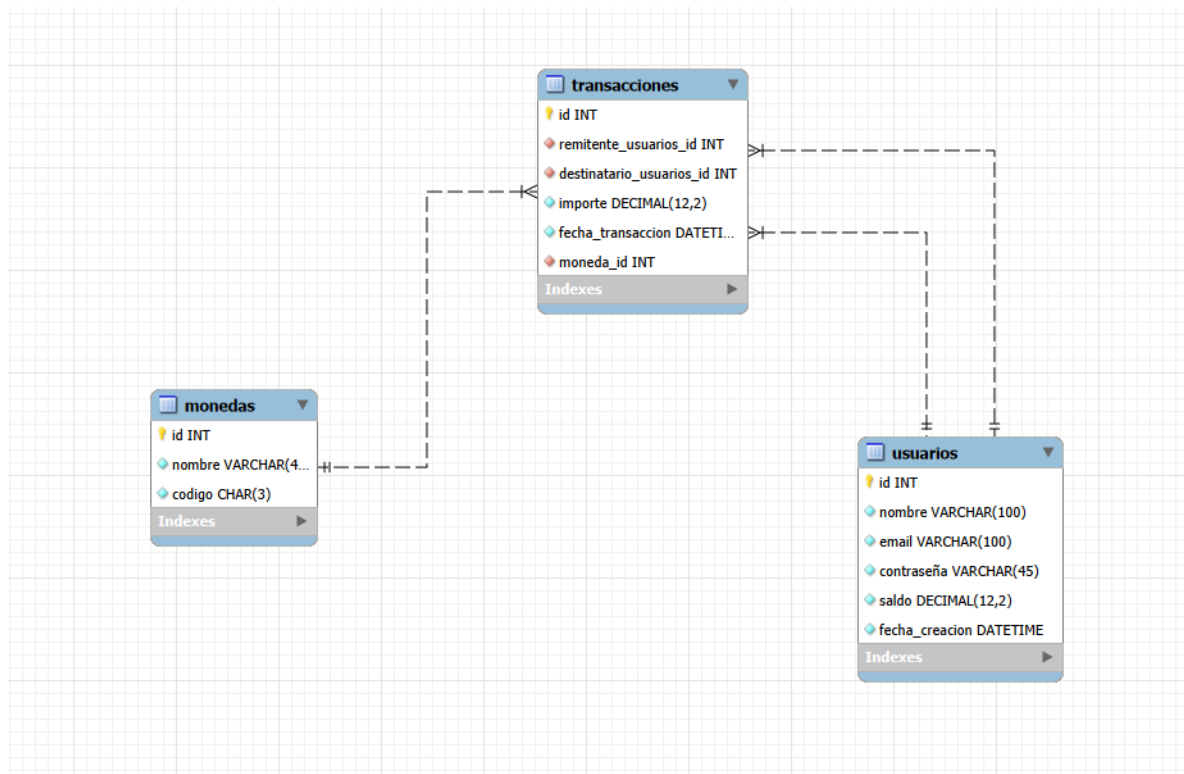 transacciones
id INT
remitente_usuarios_id INT
destinatario_usuarios_id INT
importe DECIMAL(12,2)
fecha_transaccion DATETI...
moneda_id INT
Indexes
monedas
id INT
nombre VARCHAR(4...
codigo CHAR(3)
Indexes
usuarios
id INT
nombre VARCHAR(100)
email VARCHAR(100)
contraseña VARCHAR(45)
saldo DECIMAL(12,2)
fecha_creacion DATETIME
Indexes